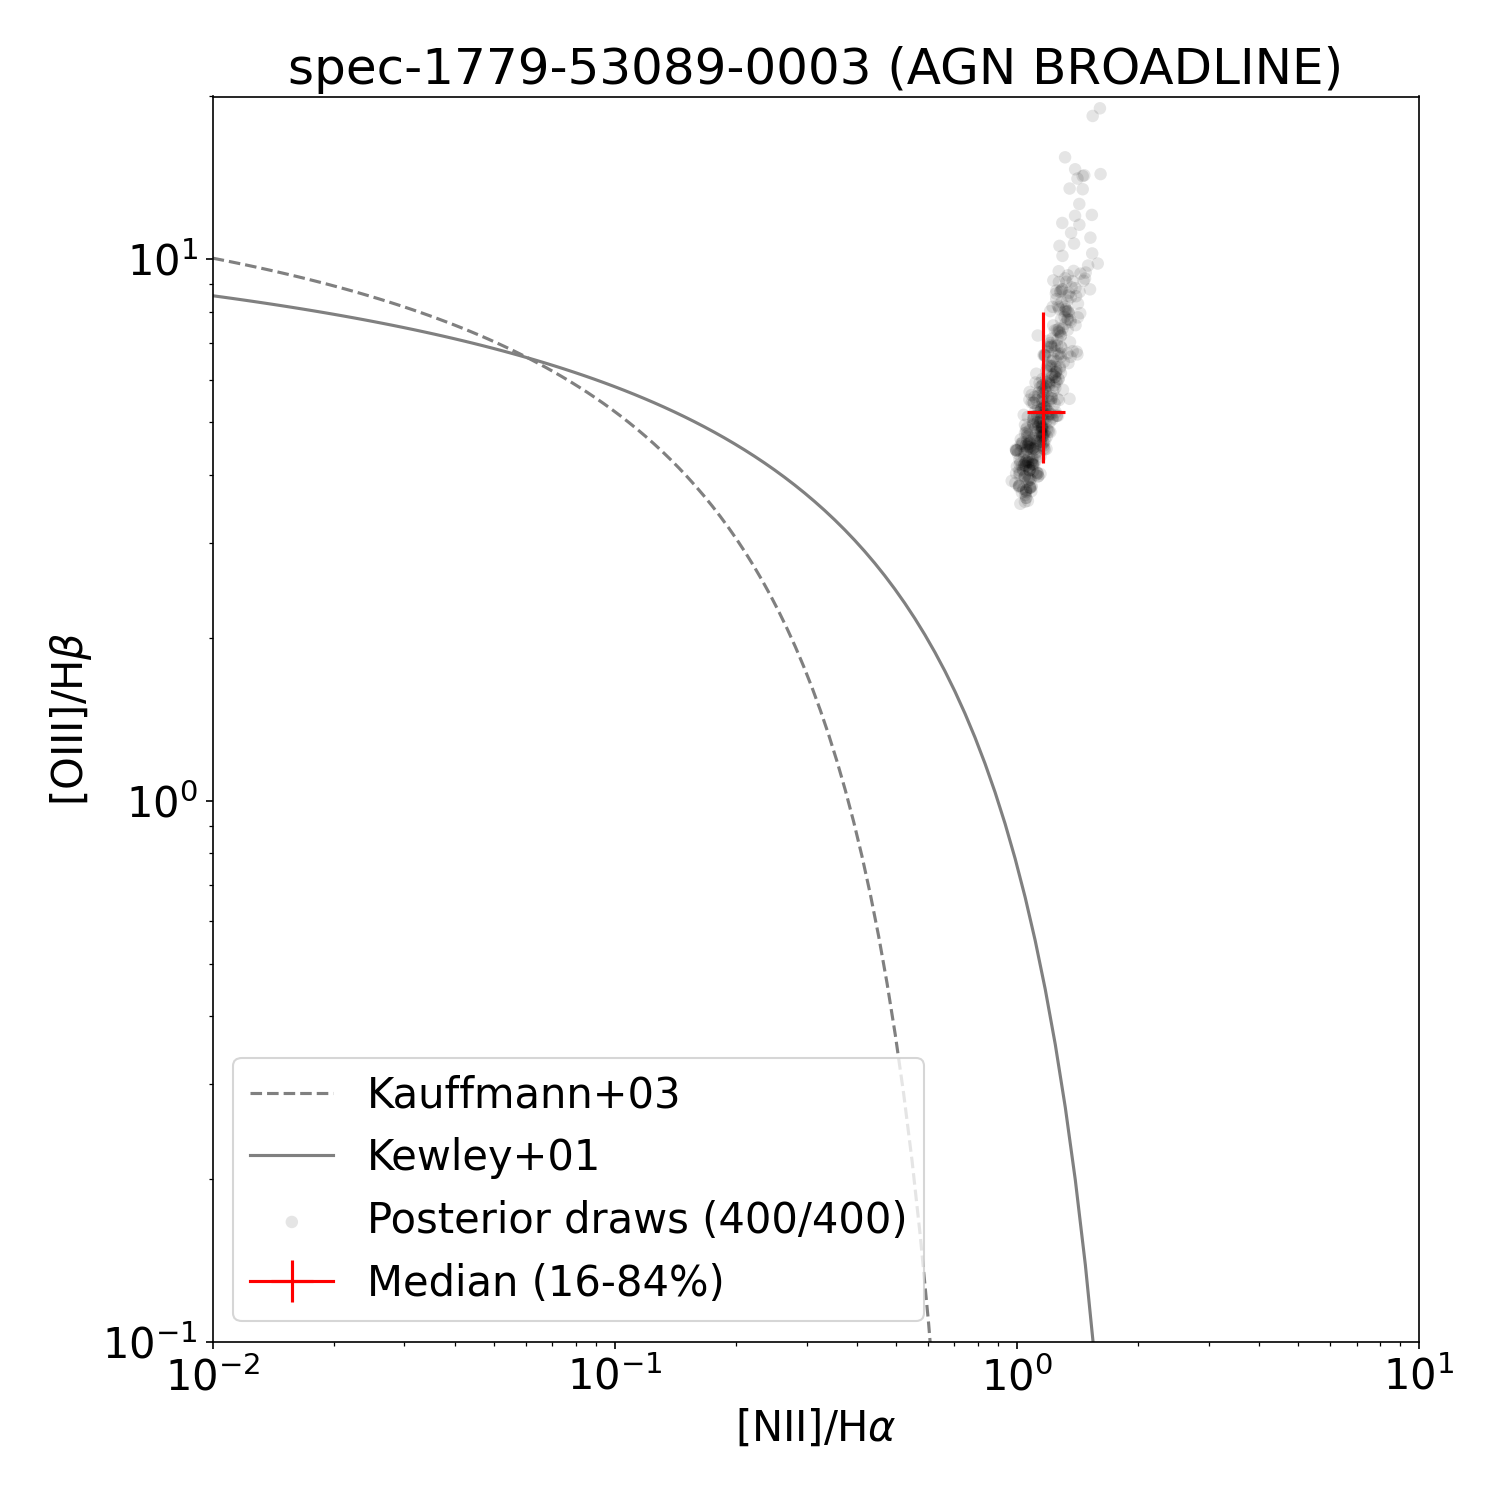 spec-1779-53089-0003 (AGN BROADLINE)
[OIII]/Hβ
10¹
10⁰
10⁻¹
Kauffmann+03
Kewley+01
Posterior draws (400/400)
Median (16-84%)
10⁻² 10⁻¹ 10⁰ 10¹
[NII]/Hα